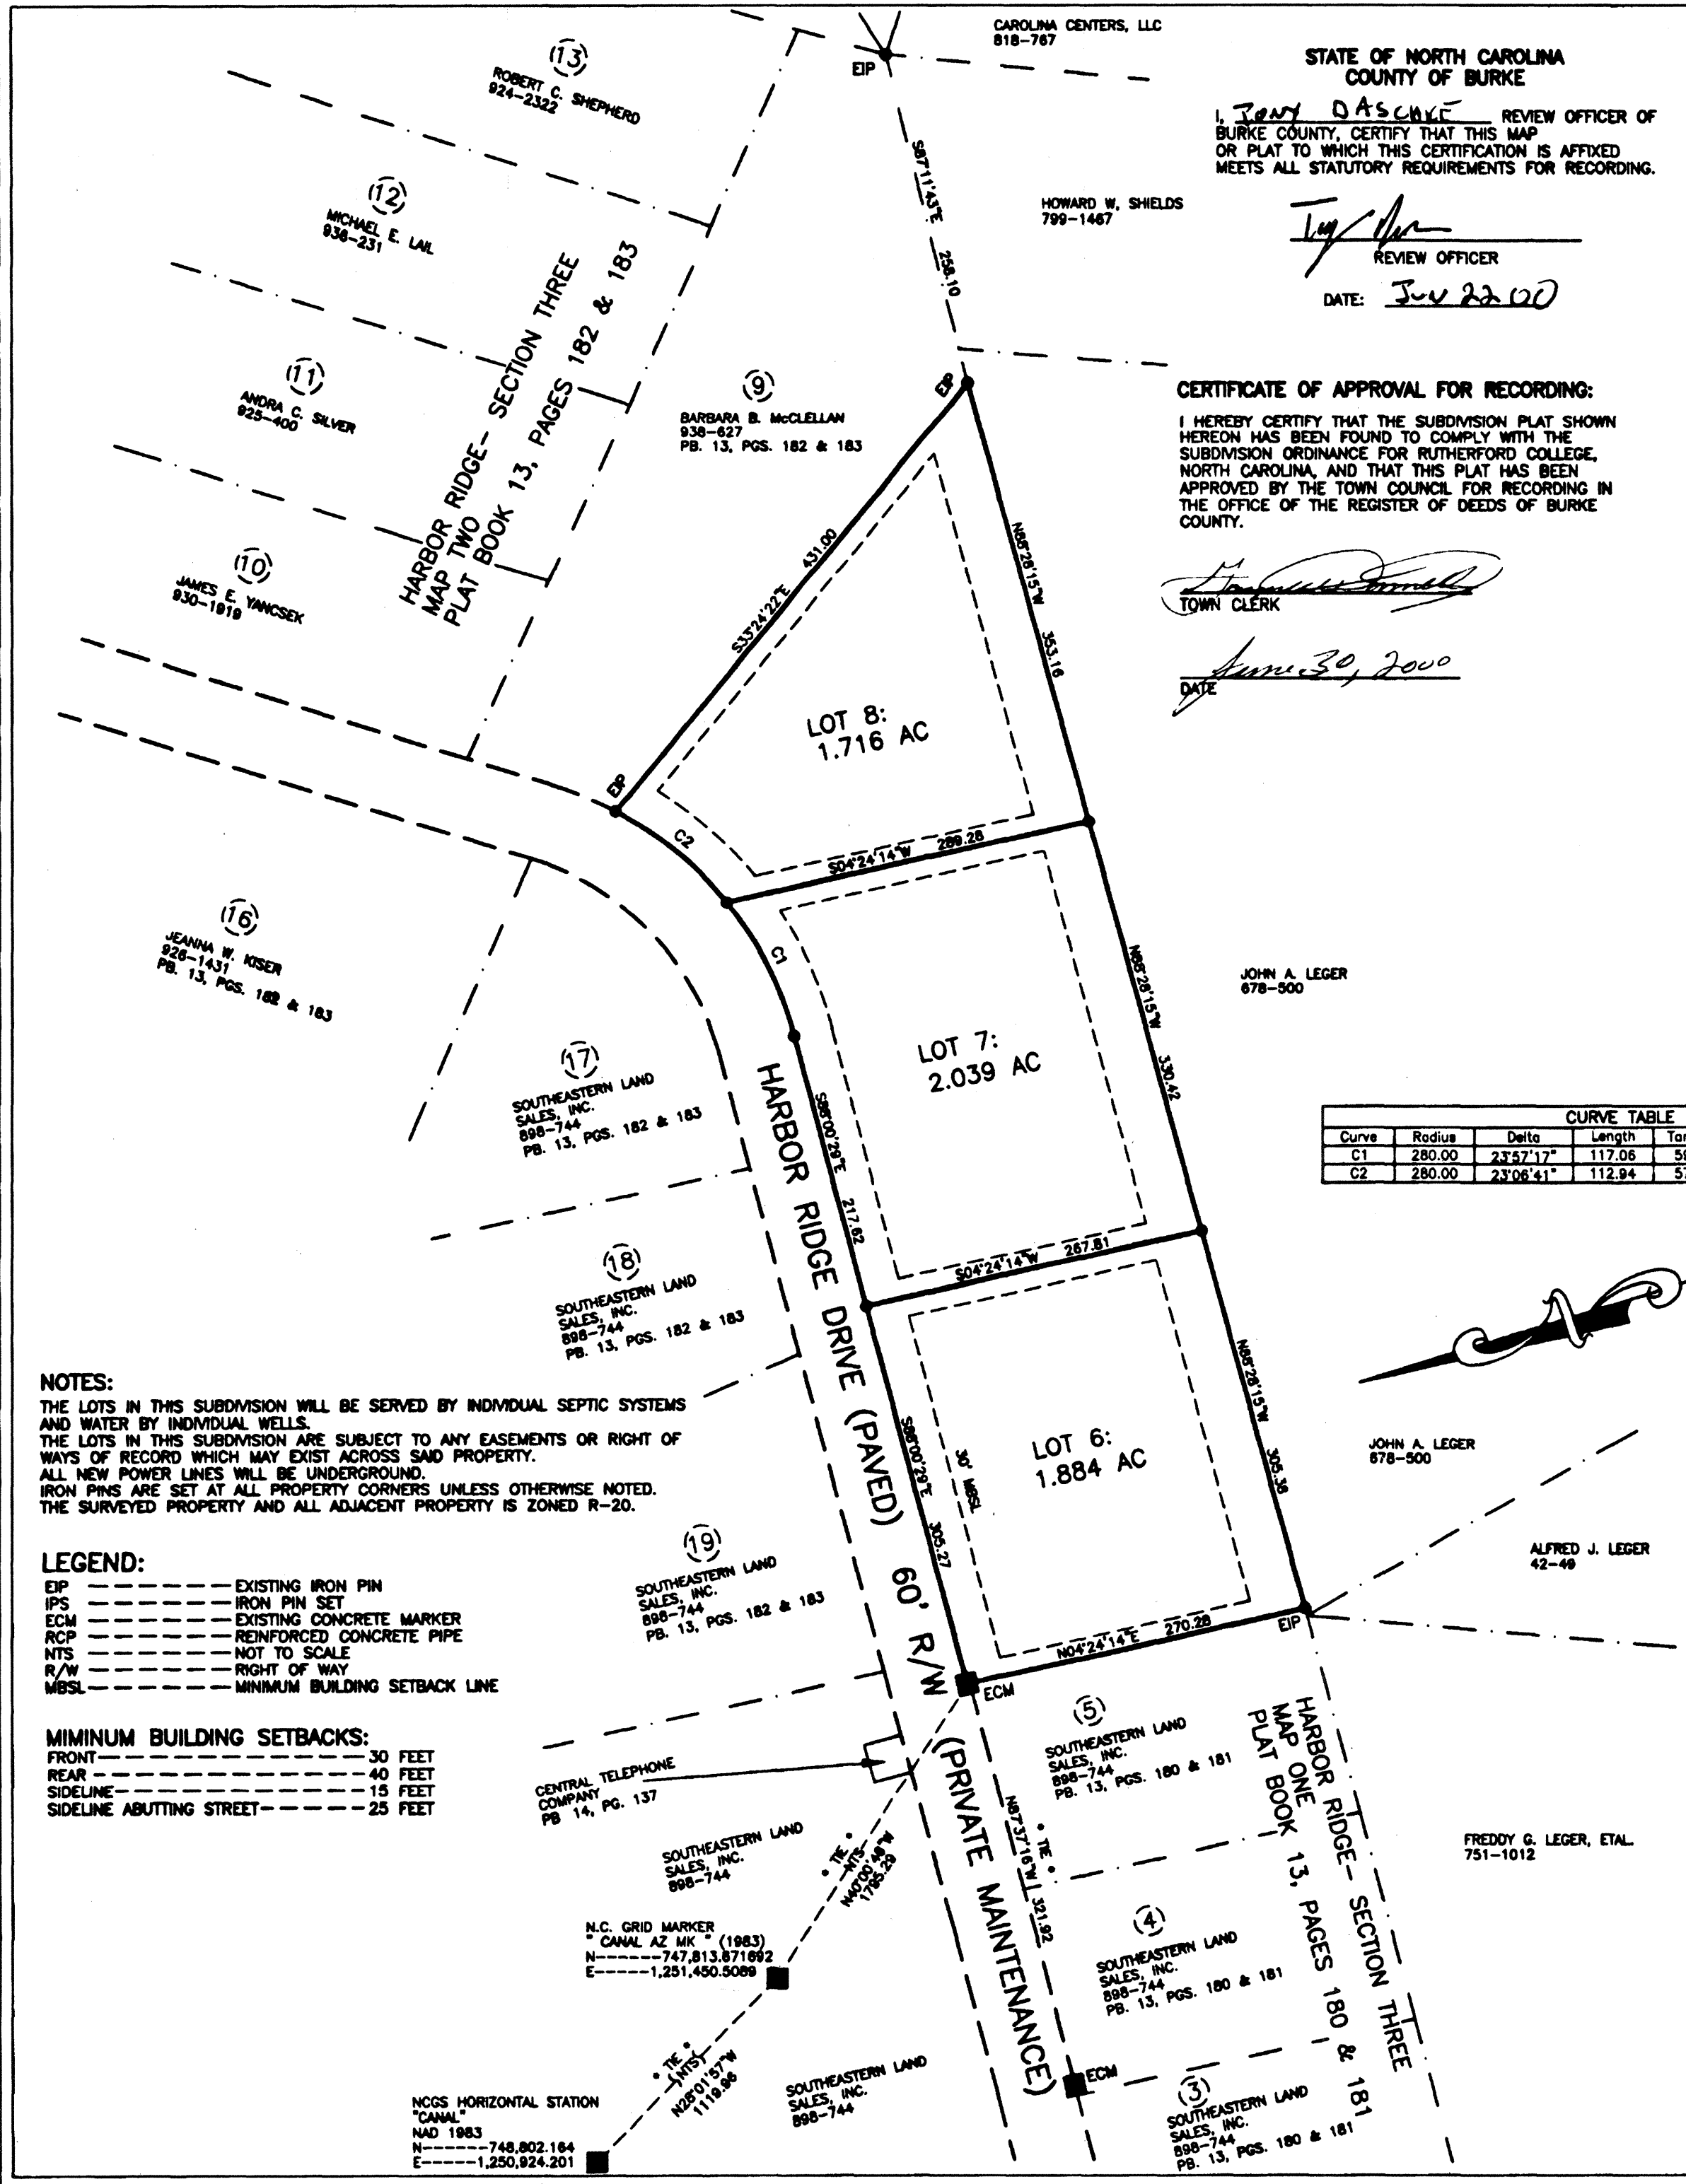 CAROLINA CENTERS, LLC
818-767
STATE OF NORTH CAROLINA
COUNTY OF BURKE
I, TONY DASCHKE REVIEW OFFICER OF
BURKE COUNTY, CERTIFY THAT THIS MAP
OR PLAT TO WHICH THIS CERTIFICATION IS AFFIXED
MEETS ALL STATUTORY REQUIREMENTS FOR RECORDING.
REVIEW OFFICER
DATE: JUN 22 00
(13)
ROBERT C. SHEPHERD
924-2322
EIP
S87°11'43"E
258.10
HOWARD W. SHIELDS
799-1467
(12)
MICHAEL E. LAIL
938-231
HARBOR RIDGE- SECTION THREE
MAP TWO
PLAT BOOK 13, PAGES 182 & 183
(11)
ANDRA C. SILVER
925-400
(9)
BARBARA B. McCLELLAN
938-627
PB. 13, PGS. 182 & 183
EIP
CERTIFICATE OF APPROVAL FOR RECORDING:
I HEREBY CERTIFY THAT THE SUBDIVISION PLAT SHOWN
HEREON HAS BEEN FOUND TO COMPLY WITH THE
SUBDIVISION ORDINANCE FOR RUTHERFORD COLLEGE,
NORTH CAROLINA, AND THAT THIS PLAT HAS BEEN
APPROVED BY THE TOWN COUNCIL FOR RECORDING IN
THE OFFICE OF THE REGISTER OF DEEDS OF BURKE
COUNTY.
TOWN CLERK
June 30, 2000
DATE
(10)
JAMES E. YANCSEK
930-1919
S33°24'22"E 431.00
N88°28'15"W 353.16
LOT 8:
1.716 AC
EIP
C2
S04°24'14"W 289.28
(16)
JEANNA W. KISER
926-1431
PB. 13, PGS. 182 & 183
C1
N88°28'15"W 330.42
JOHN A. LEGER
678-500
LOT 7:
2.039 AC
(17)
SOUTHEASTERN LAND
SALES, INC.
898-744
PB. 13, PGS. 182 & 183
S88°00'29"E 217.62
CURVE TABLE
Curve Radius Delta Length Tan
C1 280.00 23°57'17" 117.06 59
C2 280.00 23°06'41" 112.94 57
HARBOR RIDGE DRIVE (PAVED) 60' R/W (PRIVATE MAINTENANCE)
S04°24'14"W 267.81
(18)
SOUTHEASTERN LAND
SALES, INC.
898-744
PB. 13, PGS. 182 & 183
N
NOTES:
THE LOTS IN THIS SUBDIVISION WILL BE SERVED BY INDIVIDUAL SEPTIC SYSTEMS
AND WATER BY INDIVIDUAL WELLS.
THE LOTS IN THIS SUBDIVISION ARE SUBJECT TO ANY EASEMENTS OR RIGHT OF
WAYS OF RECORD WHICH MAY EXIST ACROSS SAID PROPERTY.
ALL NEW POWER LINES WILL BE UNDERGROUND.
IRON PINS ARE SET AT ALL PROPERTY CORNERS UNLESS OTHERWISE NOTED.
THE SURVEYED PROPERTY AND ALL ADJACENT PROPERTY IS ZONED R-20.
S88°00'29"E 305.27
30' MBSL
LOT 6:
1.884 AC
N88°28'15"W 305.38
JOHN A. LEGER
678-500
ALFRED J. LEGER
42-49
LEGEND:
EIP EXISTING IRON PIN
IPS IRON PIN SET
ECM EXISTING CONCRETE MARKER
RCP REINFORCED CONCRETE PIPE
NTS NOT TO SCALE
R/W RIGHT OF WAY
MBSL MINIMUM BUILDING SETBACK LINE
(19)
SOUTHEASTERN LAND
SALES, INC.
898-744
PB. 13, PGS. 182 & 183
N04°24'14"E 270.28
EIP
ECM
MIMINUM BUILDING SETBACKS:
FRONT 30 FEET
REAR 40 FEET
SIDELINE 15 FEET
SIDELINE ABUTTING STREET 25 FEET
CENTRAL TELEPHONE
COMPANY
PB 14, PG. 137
(5)
SOUTHEASTERN LAND
SALES, INC.
898-744
PB. 13, PGS. 180 & 181
HARBOR RIDGE- SECTION THREE
MAP ONE
PLAT BOOK 13, PAGES 180 & 181
SOUTHEASTERN LAND
SALES, INC.
898-744
* TIE *
-NTS-
N40°00'48"W
1795.29
* TIE *
N87°37'16"W 321.92
FREDDY G. LEGER, ETAL.
751-1012
N.C. GRID MARKER
" CANAL AZ MK " (1983)
N------747,813.671692
E-----1,251,450.5089
(4)
SOUTHEASTERN LAND
SALES, INC.
898-744
PB. 13, PGS. 180 & 181
* TIE *
(NTS)
N28°01'57"W
1119.96
SOUTHEASTERN LAND
SALES, INC.
898-744
ECM
NCGS HORIZONTAL STATION
"CANAL"
NAD 1983
N-------748,802.164
E------1,250,924.201
(3)
SOUTHEASTERN LAND
SALES, INC.
898-744
PB. 13, PGS. 180 & 181